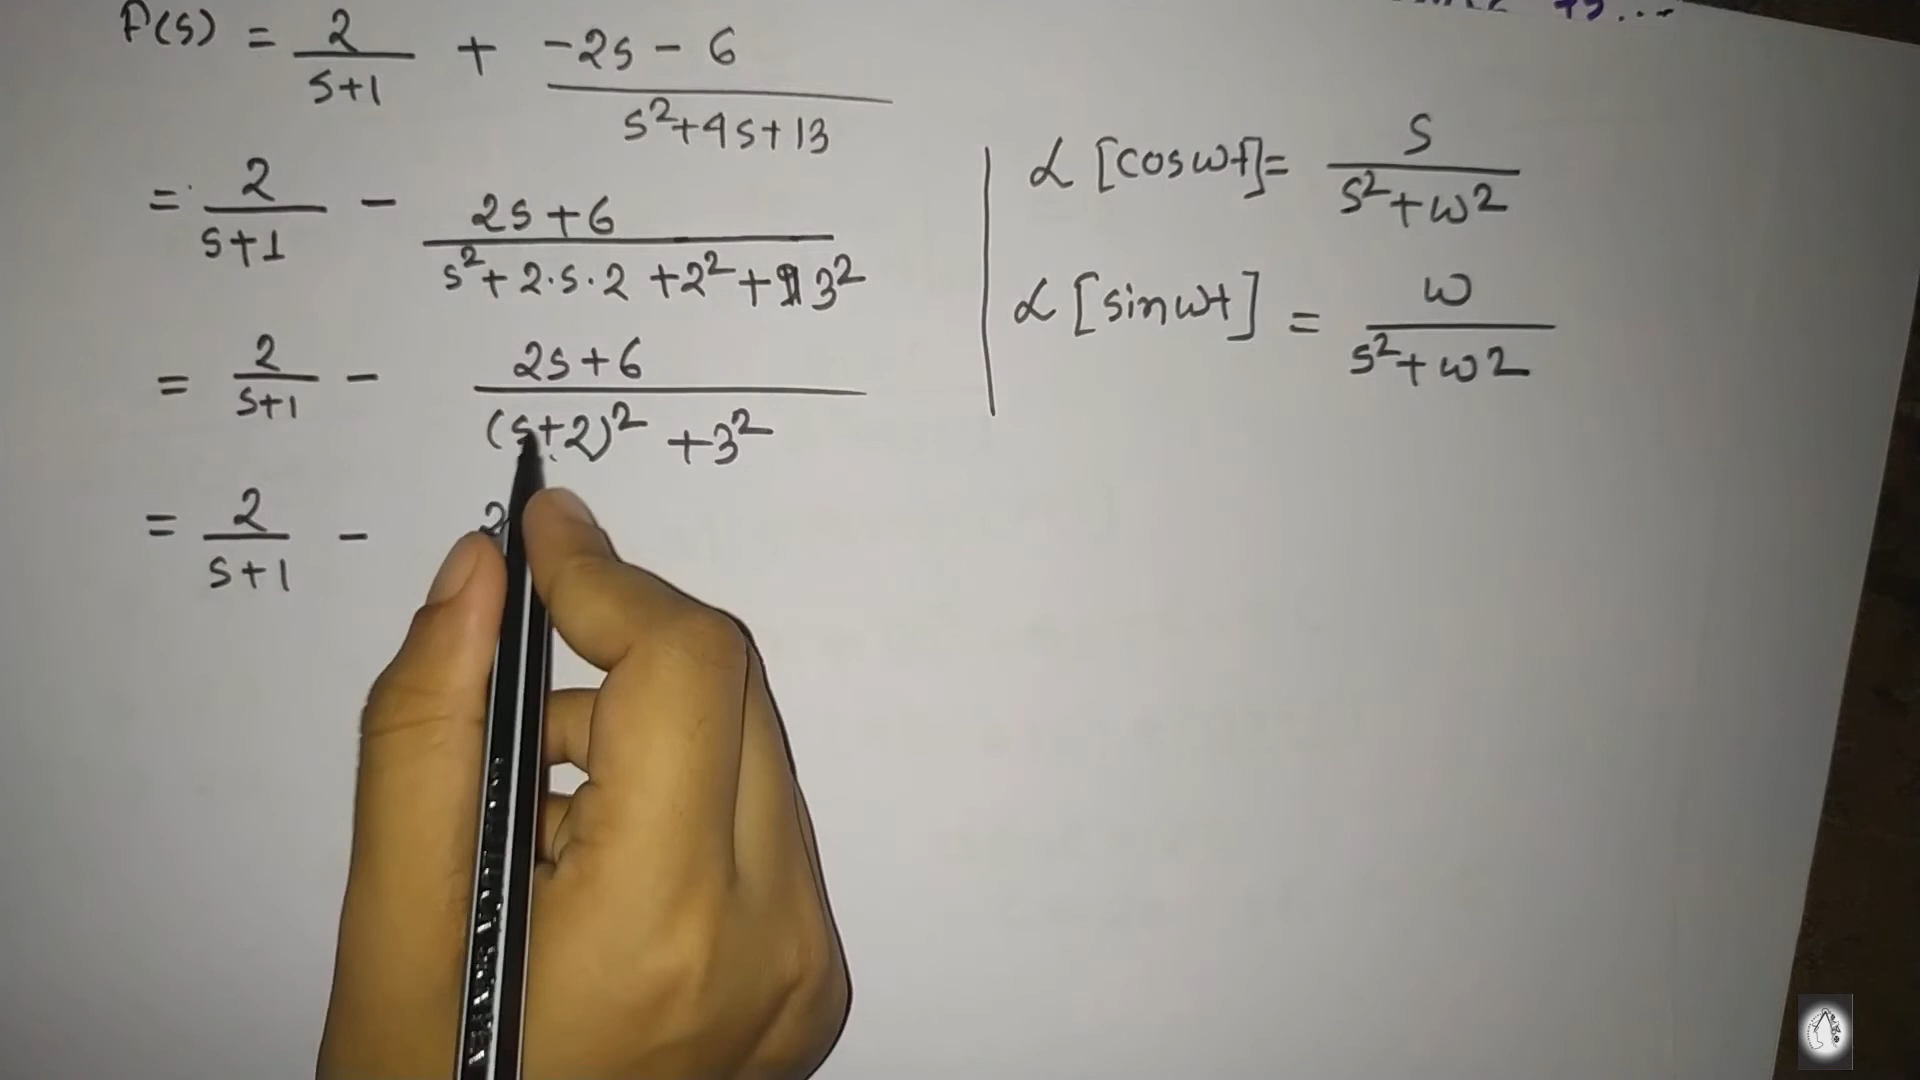 F(s) = 2/(s+1) + (-2s - 6)/(s²+4s+13)
= 2/(s+1) - (2s+6)/(s²+2·s·2+2²+3²)
= 2/(s+1) - (2s+6)/((s+2)²+3²)
= 2/(s+1) - 2
L[cosωt] = s/(s²+ω²)
L[sinωt] = ω/(s²+ω²)